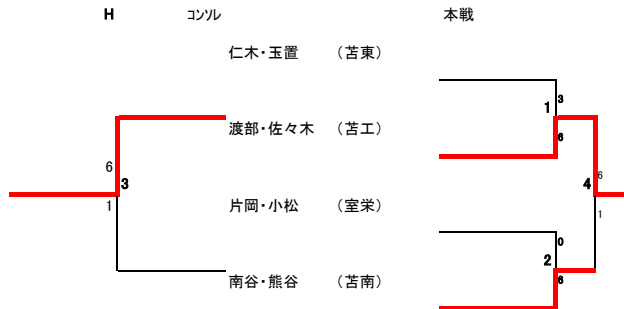 H コンソル 本戦
仁木・玉置 （苫東）
3
1
渡部・佐々木 （苫工）
6
6
6
3
4
1
片岡・小松 （室栄）
1
0
2
南谷・熊谷 （苫南）
6